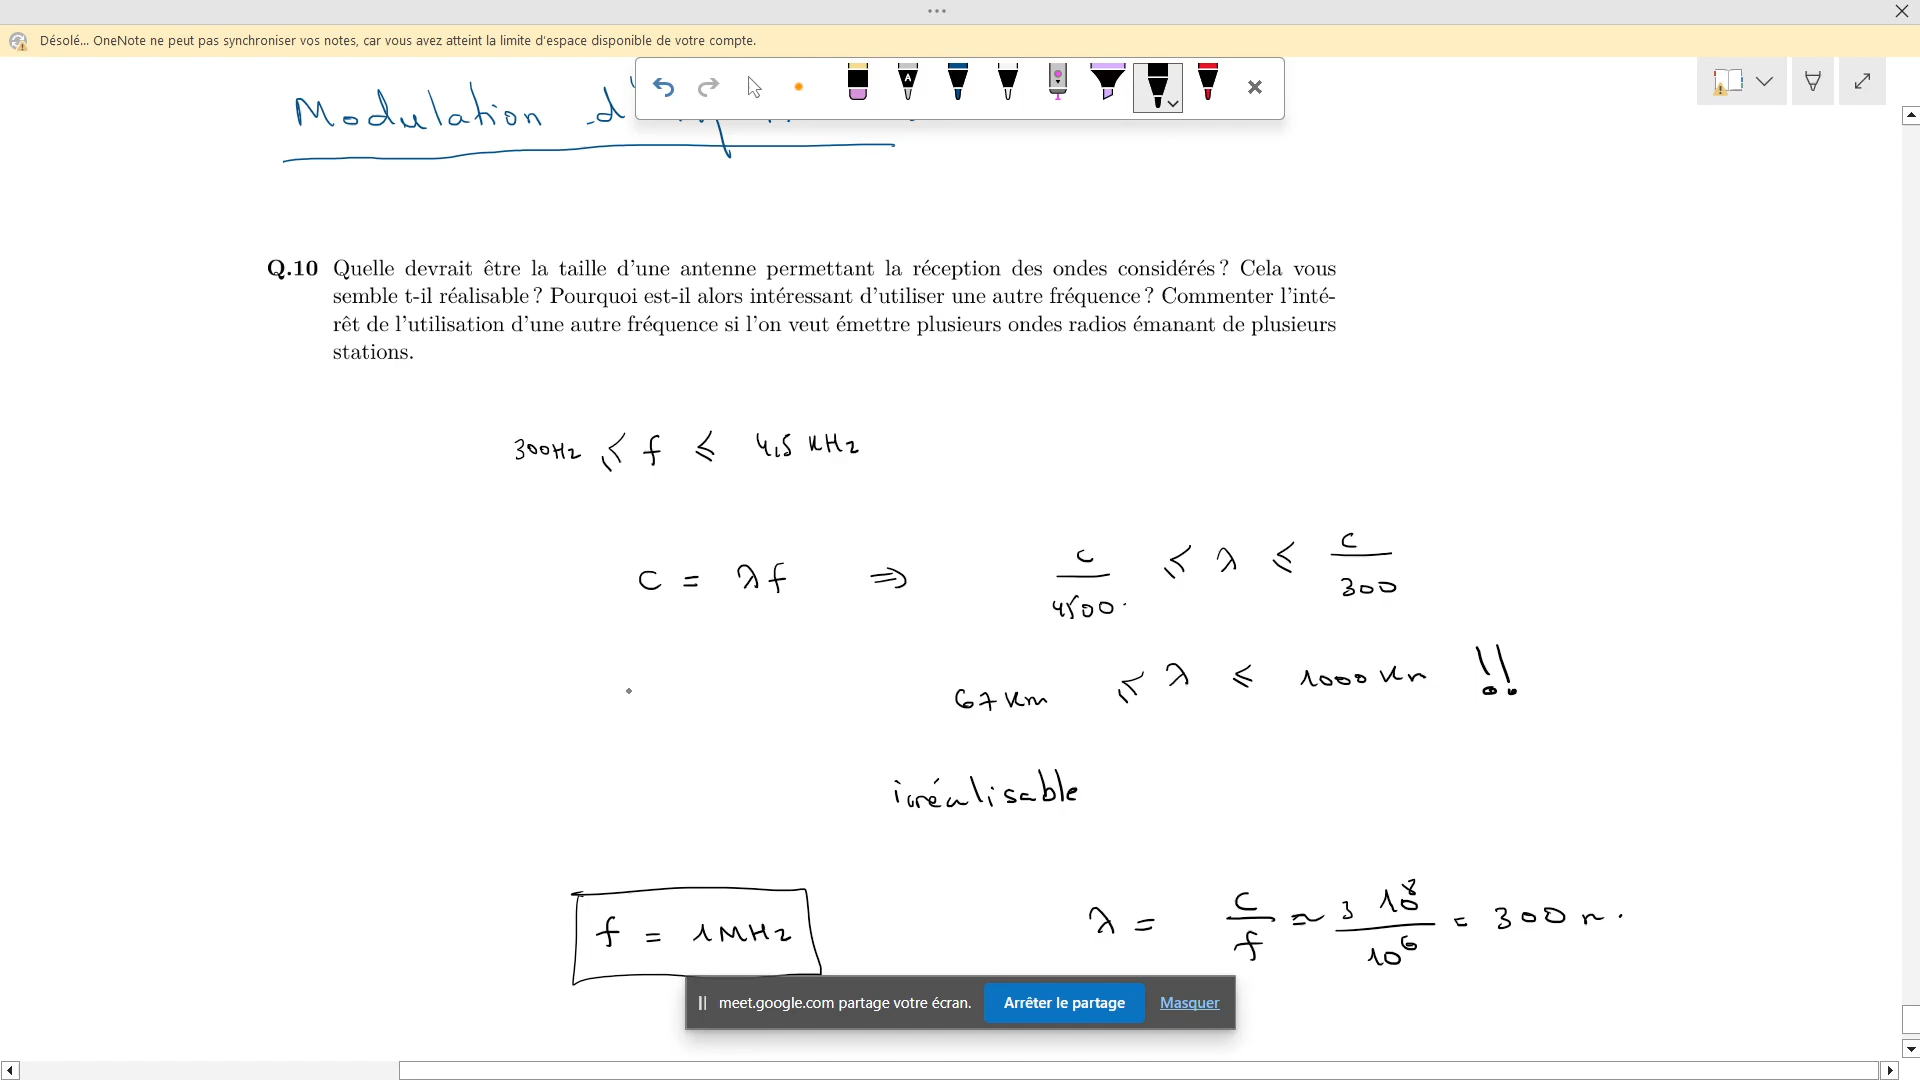 Désolé... OneNote ne peut pas synchroniser vos notes, car vous avez atteint la limite d'espace disponible de votre compte.
Modulation d'
Q.10 Quelle devrait être la taille d'une antenne permettant la réception des ondes considérés ? Cela vous
semble t-il réalisable ? Pourquoi est-il alors intéressant d'utiliser une autre fréquence ? Commenter l'inté-
rêt de l'utilisation d'une autre fréquence si l'on veut émettre plusieurs ondes radios émanant de plusieurs
stations.
300Hz ⩽ f ⩽ 4,5 KHz
c = λf ⇒ c/4500 ⩽ λ ⩽ c/300
67 Km ⩽ λ ⩽ 1000 Km !!
irréalisable
f = 1MHz λ = c/f ≃ 3 10^8/10^6 = 300 m.
meet.google.com partage votre écran. Arrêter le partage Masquer